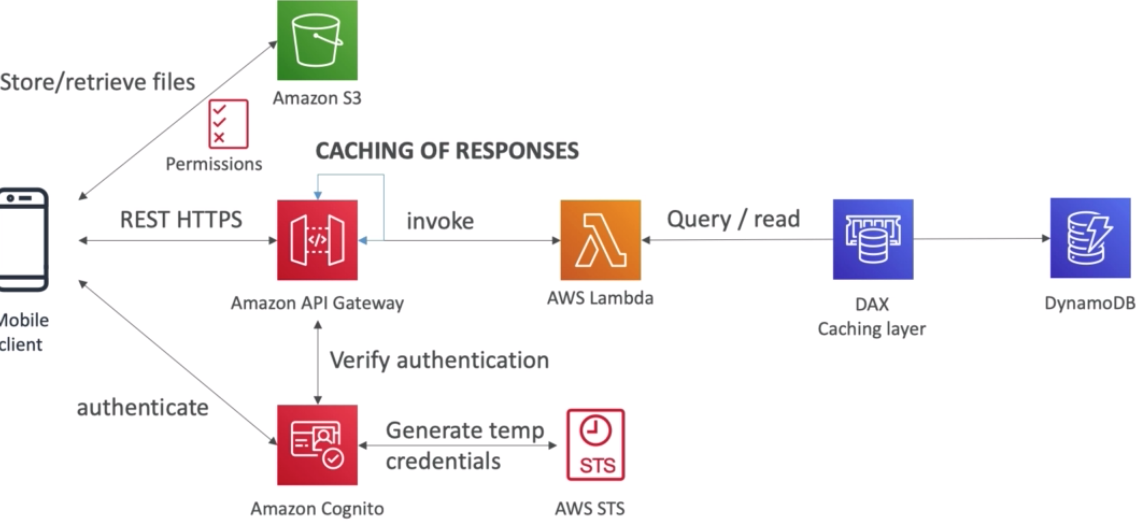 Amazon S3
Store/retrieve files
Permissions
CACHING OF RESPONSES
REST HTTPS
invoke
Query / read
</>
Amazon API Gateway
AWS Lambda
DAX
Caching layer
DynamoDB
Mobile
client
Verify authentication
authenticate
Generate temp
credentials
STS
Amazon Cognito
AWS STS